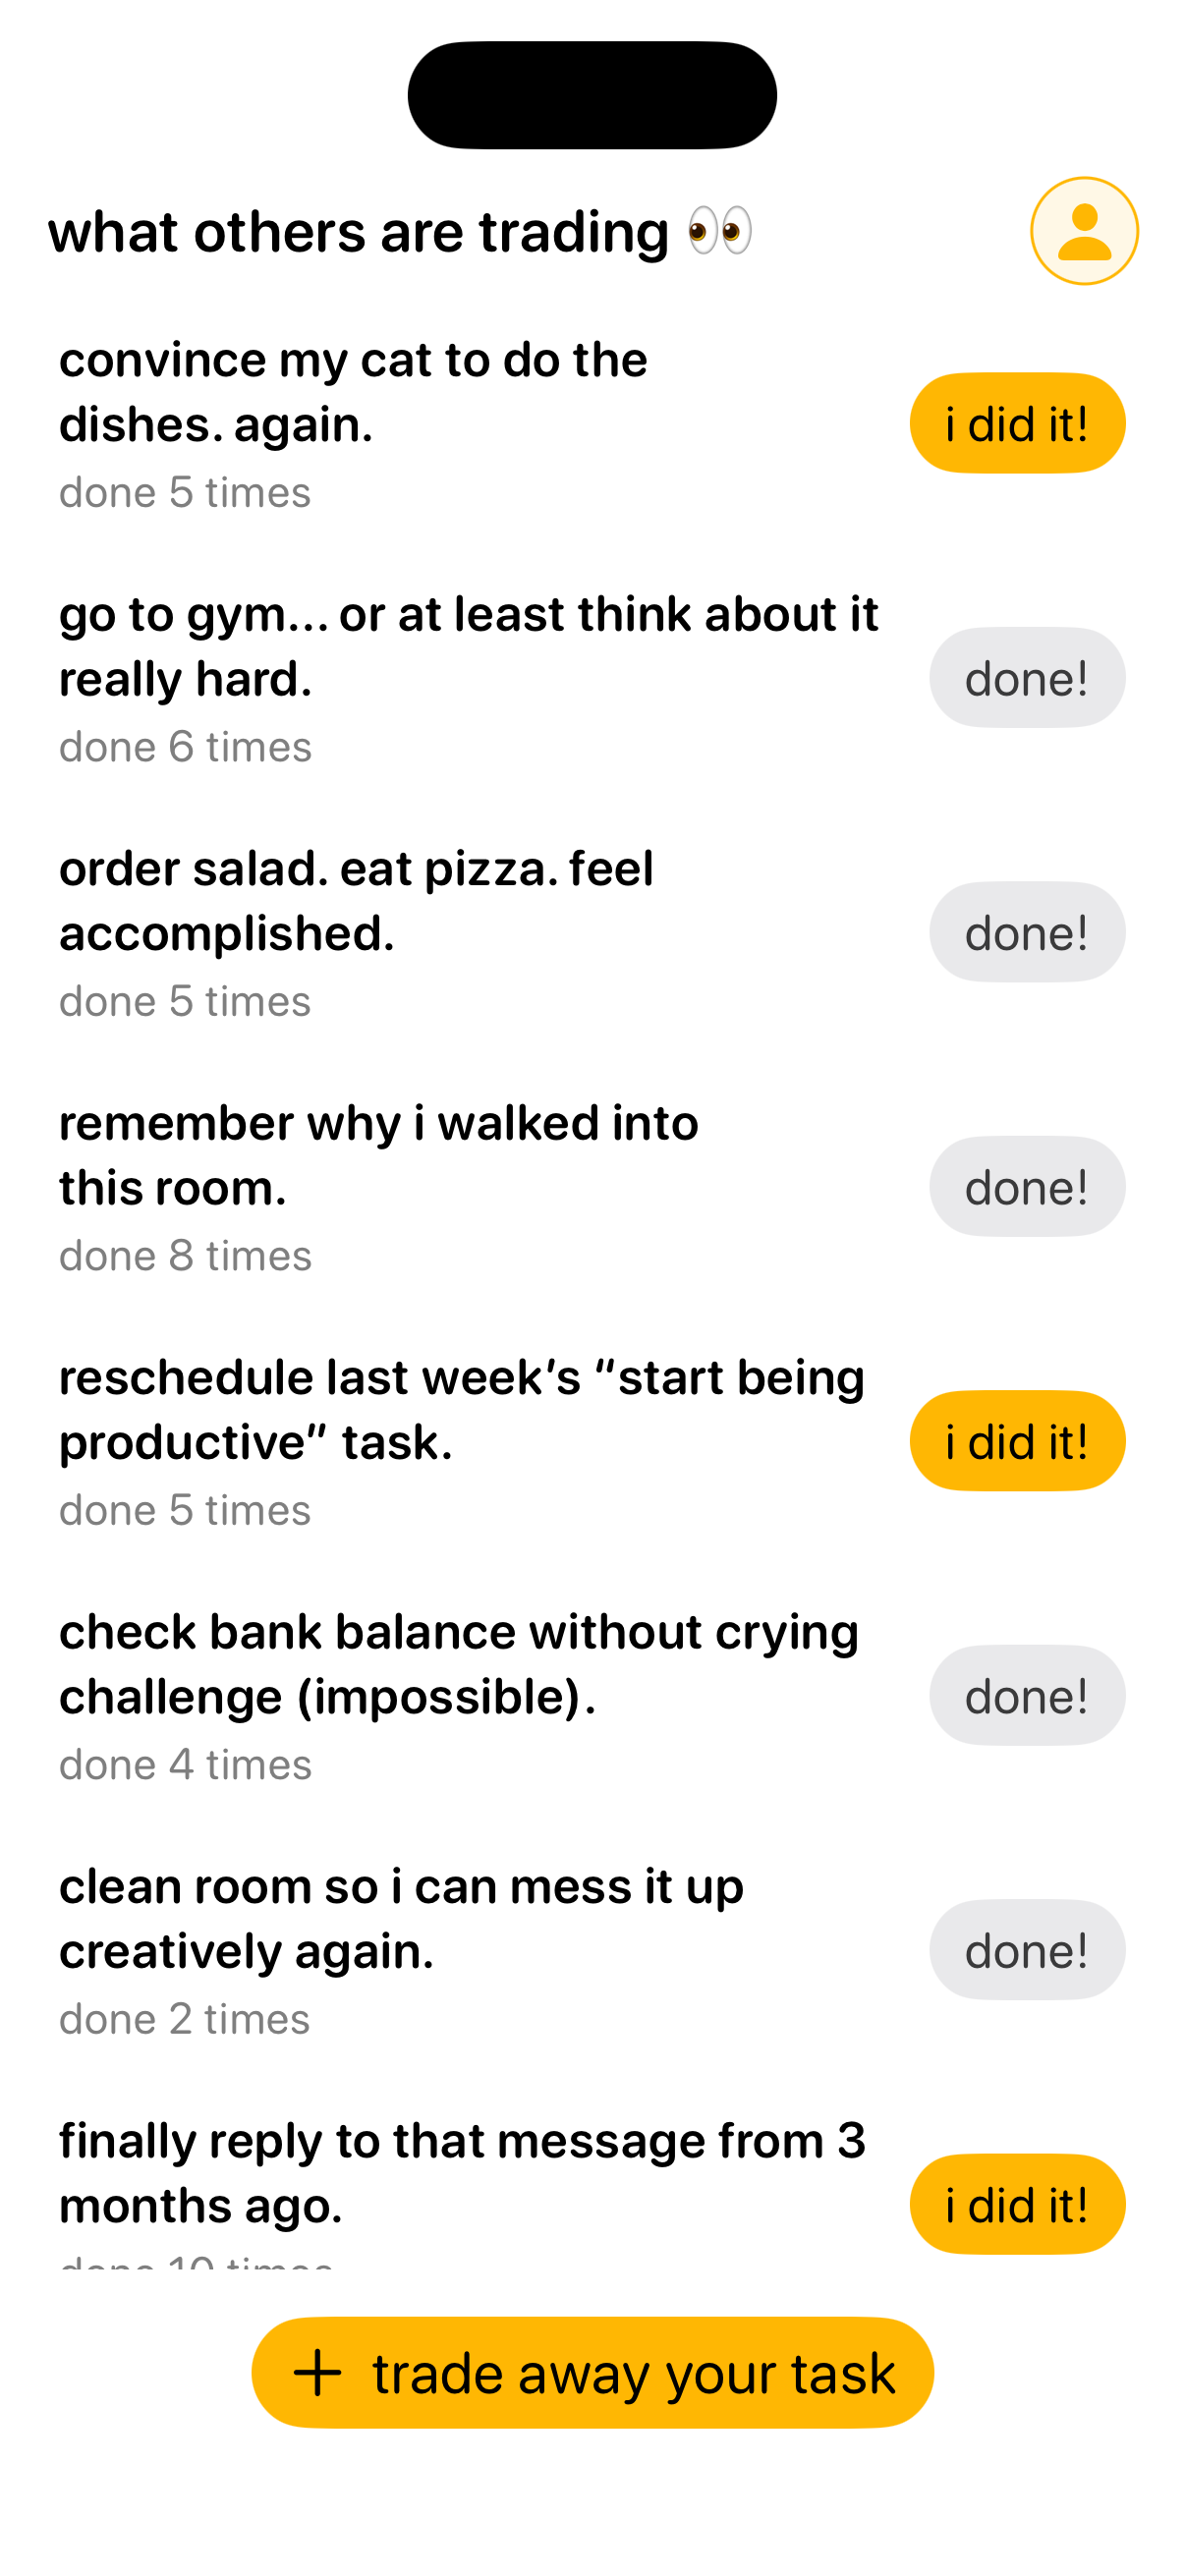 what others are trading 👀
convince my cat to do the
dishes. again.
i did it!
done 5 times
go to gym... or at least think about it
really hard.
done!
done 6 times
order salad. eat pizza. feel
accomplished.
done!
done 5 times
remember why i walked into
this room.
done!
done 8 times
reschedule last week’s “start being
productive” task.
i did it!
done 5 times
check bank balance without crying
challenge (impossible).
done!
done 4 times
clean room so i can mess it up
creatively again.
done!
done 2 times
finally reply to that message from 3
months ago.
i did it!
done 10 times
+ trade away your task